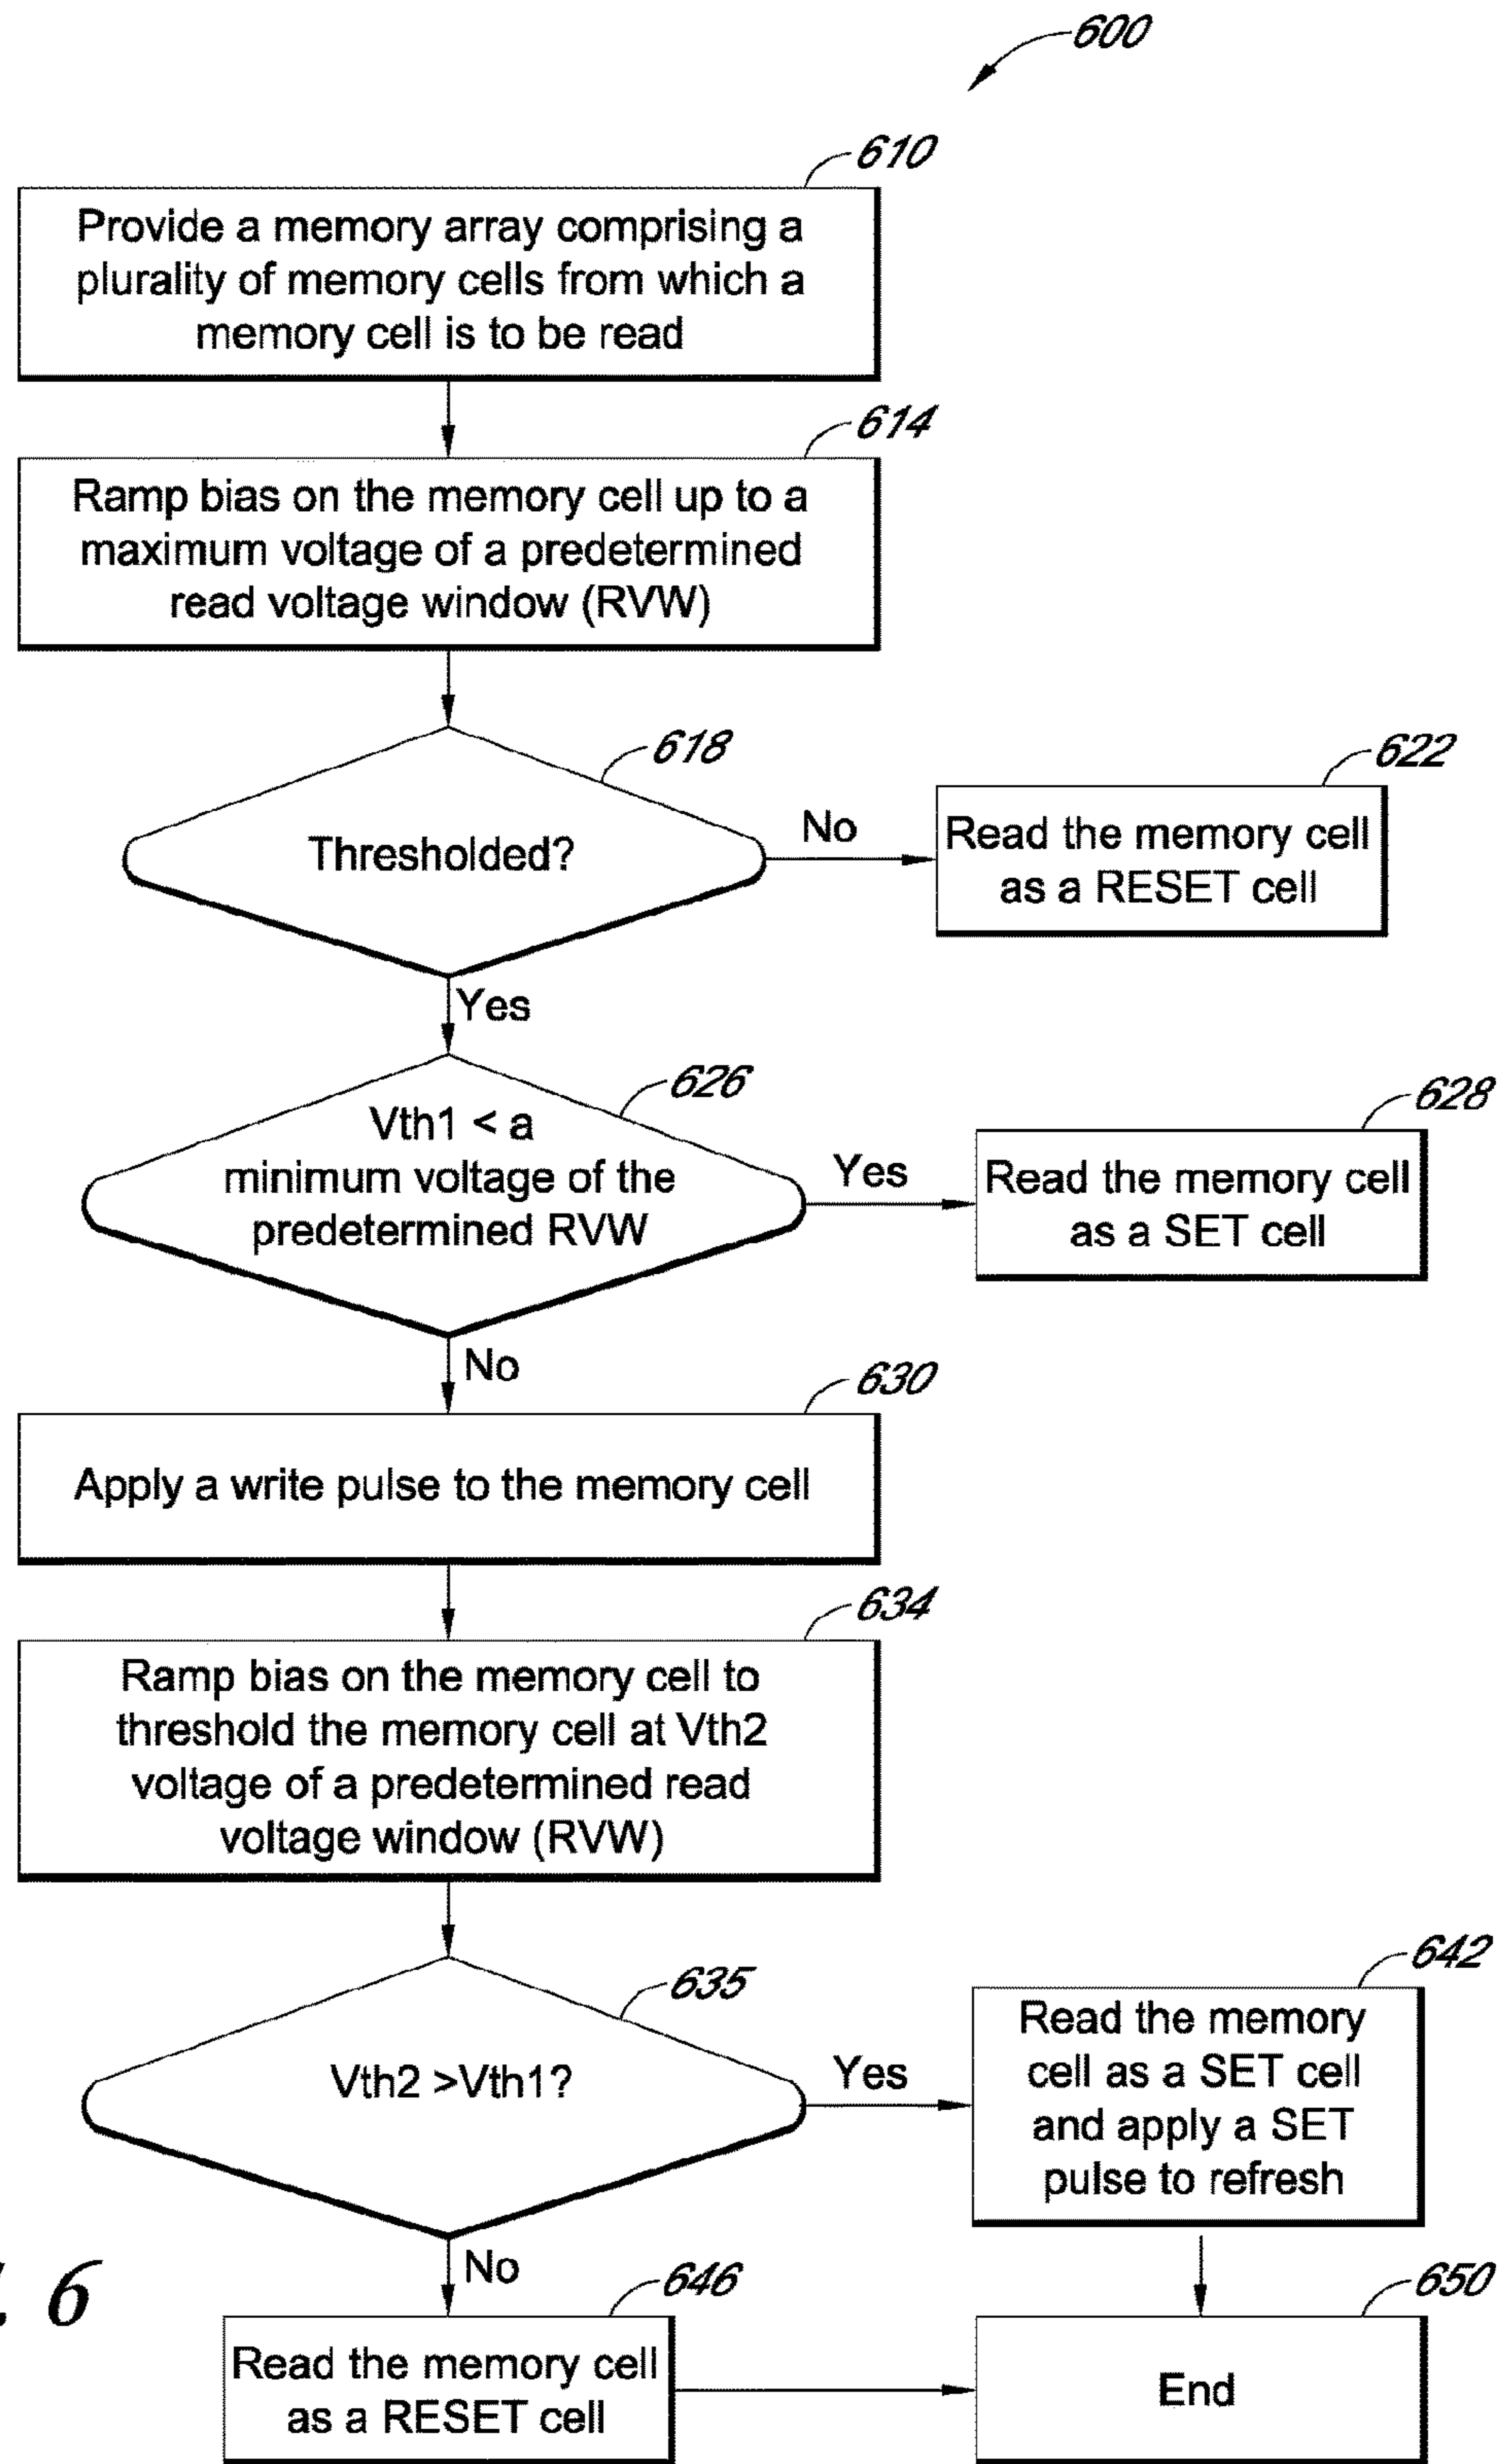 600
610
Provide a memory array comprising a
plurality of memory cells from which a
memory cell is to be read
614
Ramp bias on the memory cell up to a
maximum voltage of a predetermined
read voltage window (RVW)
618
Thresholded?
No
622
Read the memory cell
as a RESET cell
Yes
626
Vth1 < a
minimum voltage of the
predetermined RVW
Yes
628
Read the memory cell
as a SET cell
No
630
Apply a write pulse to the memory cell
634
Ramp bias on the memory cell to
threshold the memory cell at Vth2
voltage of a predetermined read
voltage window (RVW)
635
Vth2 >Vth1?
Yes
642
Read the memory
cell as a SET cell
and apply a SET
pulse to refresh
No
646
Read the memory cell
as a RESET cell
650
End
. 6